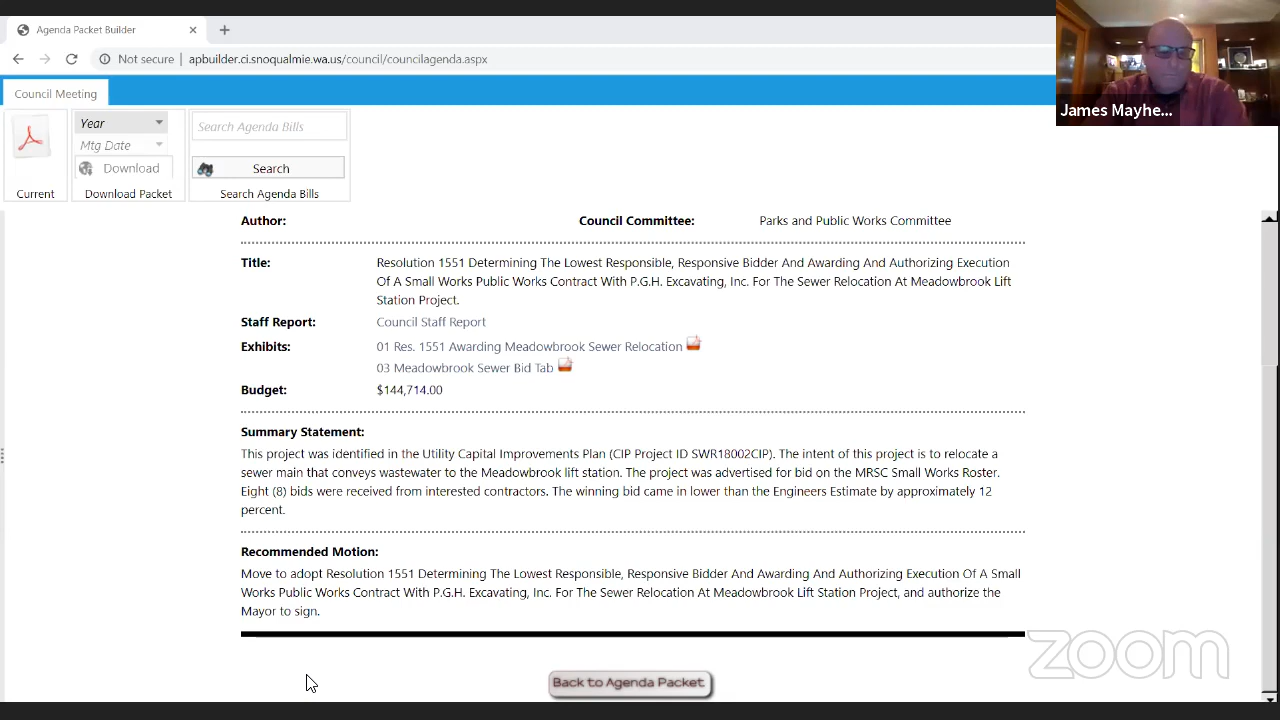 Agenda Packet Builder
Not secure | apbuilder.ci.snoqualmie.wa.us/council/councilagenda.aspx
James Mayhe...
Council Meeting
Year
Mtg Date
Download
Search Agenda Bills
Search
Current
Download Packet
Search Agenda Bills
Author:
Council Committee: Parks and Public Works Committee
Title: Resolution 1551 Determining The Lowest Responsible, Responsive Bidder And Awarding And Authorizing Execution
Of A Small Works Public Works Contract With P.G.H. Excavating, Inc. For The Sewer Relocation At Meadowbrook Lift
Station Project.
Staff Report: Council Staff Report
Exhibits: 01 Res. 1551 Awarding Meadowbrook Sewer Relocation
03 Meadowbrook Sewer Bid Tab
Budget: $144,714.00
Summary Statement:
This project was identified in the Utility Capital Improvements Plan (CIP Project ID SWR18002CIP). The intent of this project is to relocate a
sewer main that conveys wastewater to the Meadowbrook lift station. The project was advertised for bid on the MRSC Small Works Roster.
Eight (8) bids were received from interested contractors. The winning bid came in lower than the Engineers Estimate by approximately 12
percent.
Recommended Motion:
Move to adopt Resolution 1551 Determining The Lowest Responsible, Responsive Bidder And Awarding And Authorizing Execution Of A Small
Works Public Works Contract With P.G.H. Excavating, Inc. For The Sewer Relocation At Meadowbrook Lift Station Project, and authorize the
Mayor to sign.
zoom
Back to Agenda Packet